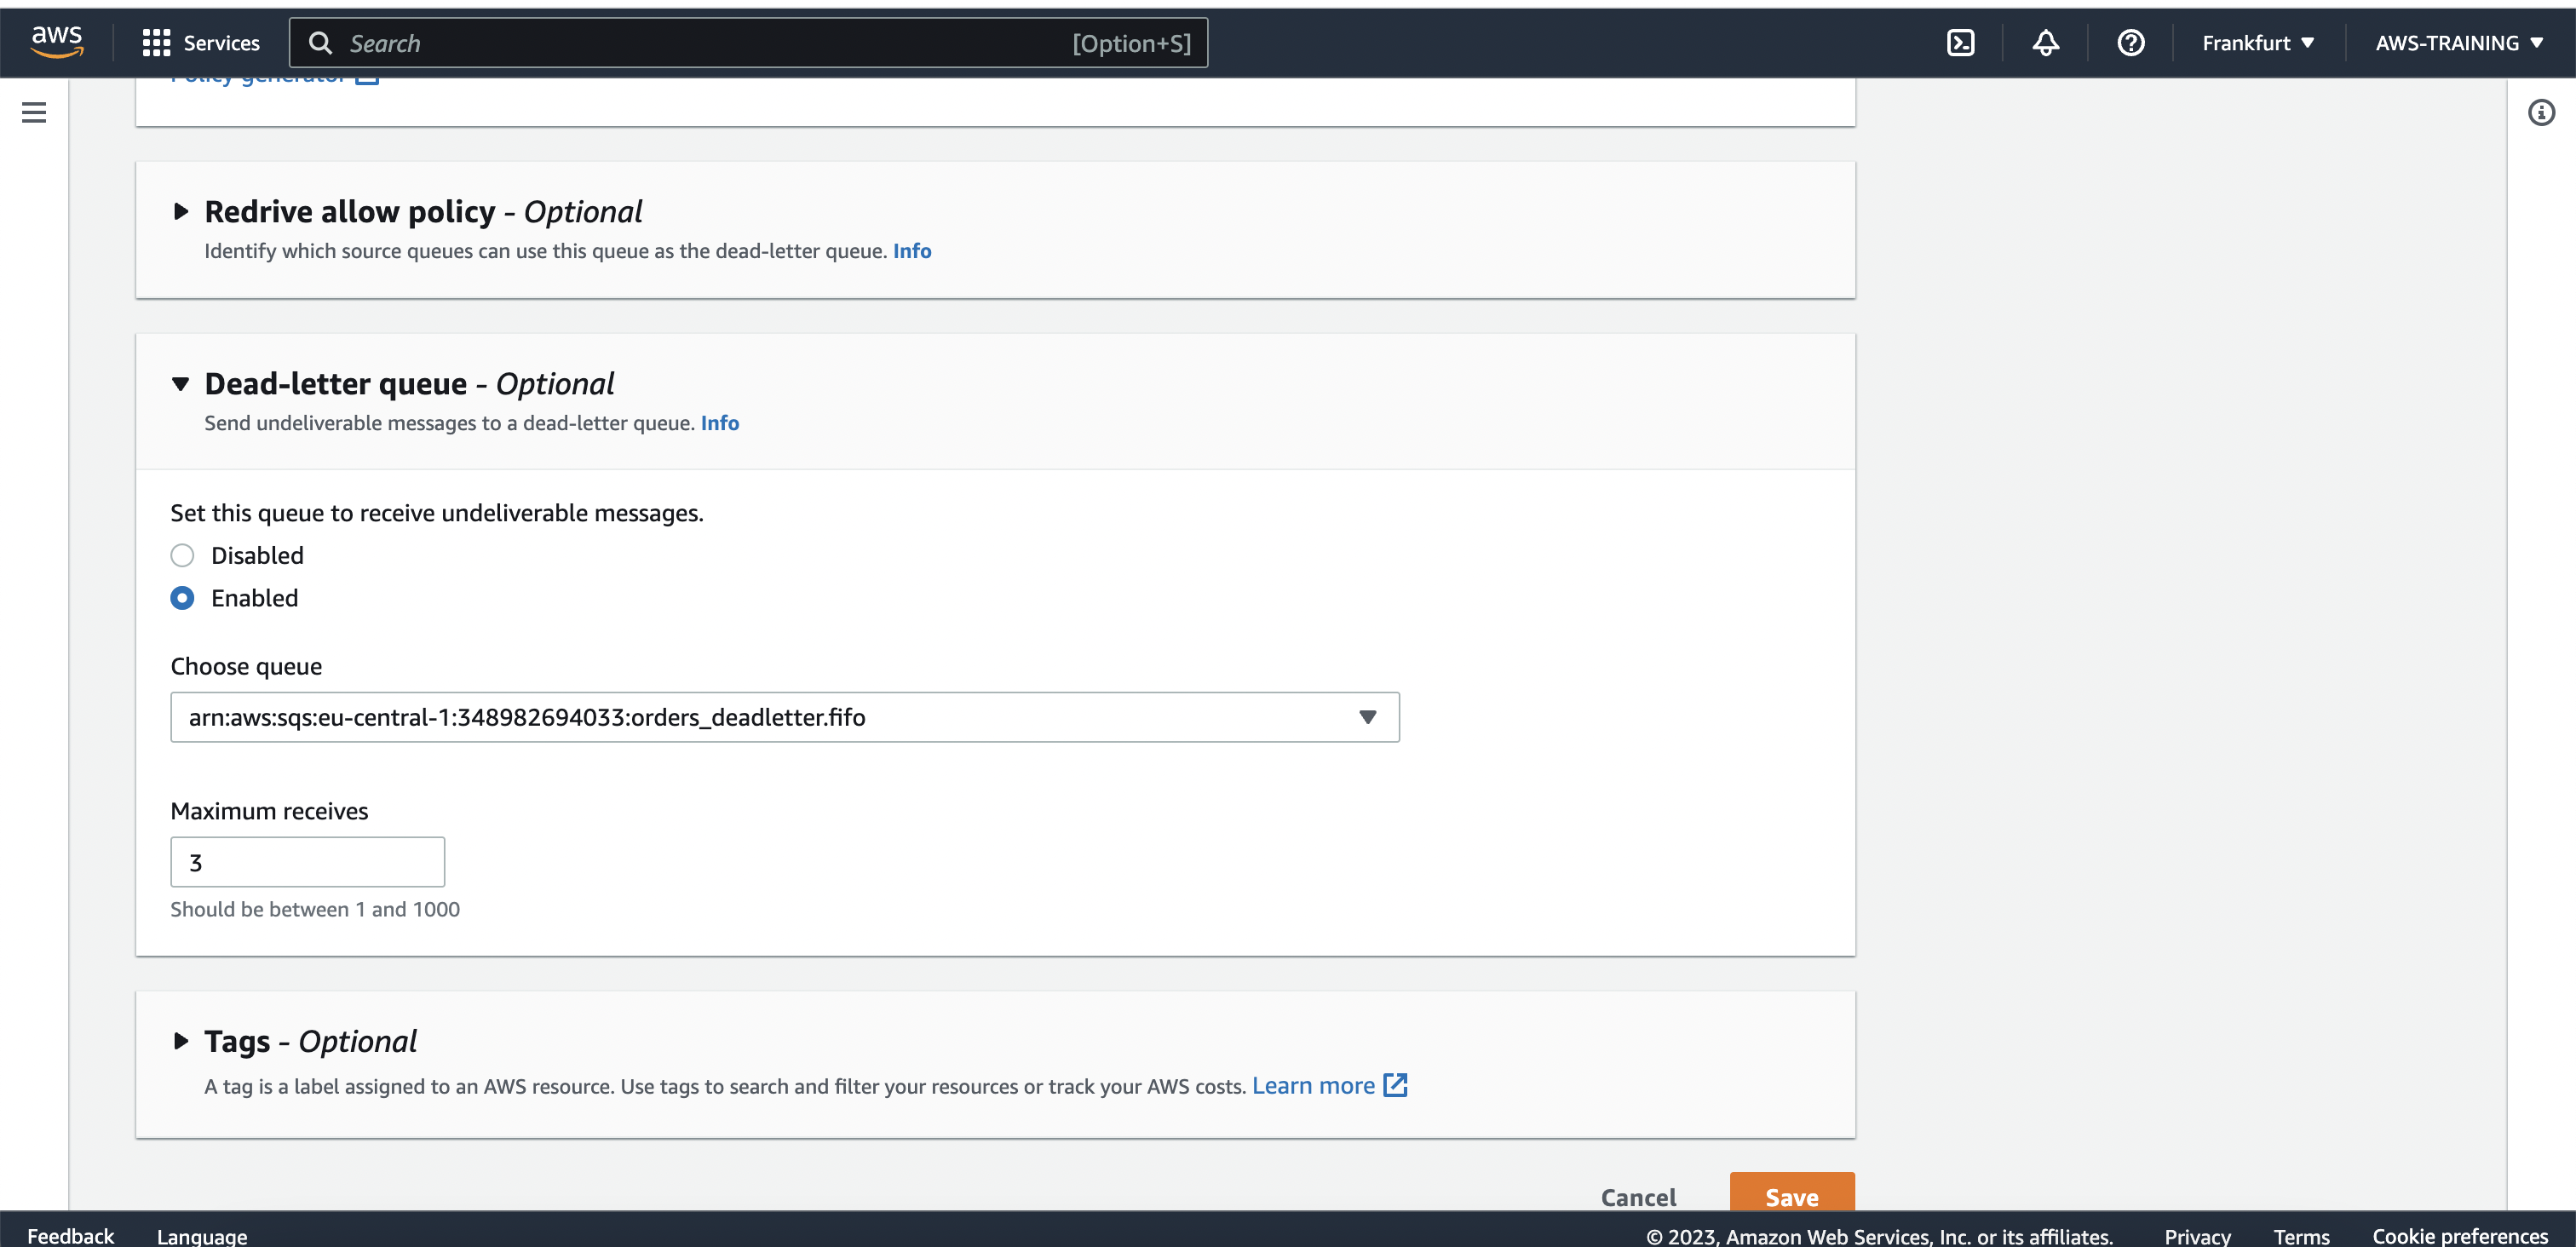 aws Services Search [Option+S] Frankfurt AWS-TRAINING
Policy generator
Redrive allow policy - Optional
Identify which source queues can use this queue as the dead-letter queue. Info
Dead-letter queue - Optional
Send undeliverable messages to a dead-letter queue. Info
Set this queue to receive undeliverable messages.
Disabled
Enabled
Choose queue
arn:aws:sqs:eu-central-1:348982694033:orders_deadletter.fifo
Maximum receives
3
Should be between 1 and 1000
Tags - Optional
A tag is a label assigned to an AWS resource. Use tags to search and filter your resources or track your AWS costs. Learn more
Cancel Save
Feedback Language © 2023, Amazon Web Services, Inc. or its affiliates. Privacy Terms Cookie preferences